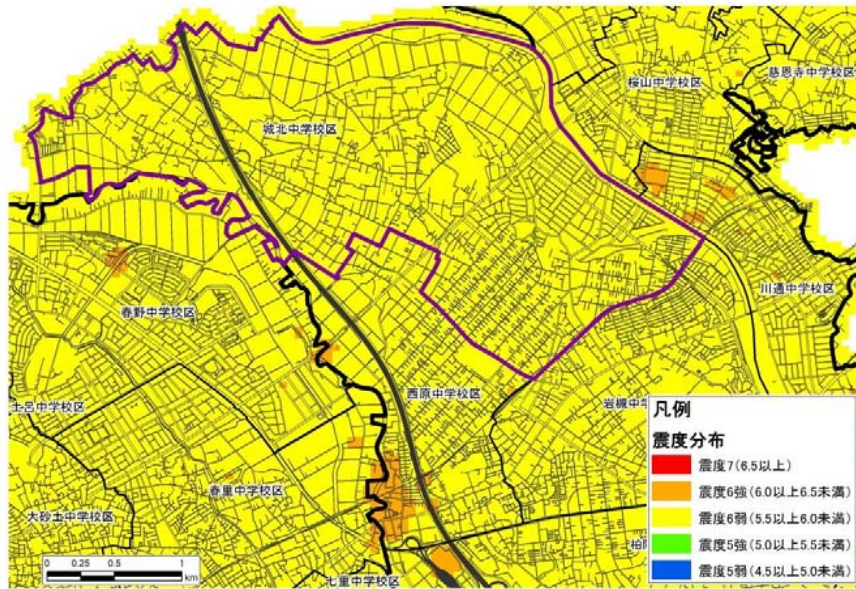 桜山中学校区
慈恩寺中学校区
城北中学校区
川通中学校区
春野中学校区
西原中学校区
土呂中学校区
岩槻中学
春里中学校区
大砂土中学校区
七里中学校区
凡例
震度分布
震度7(6.5以上)
震度6強(6.0以上6.5未満)
震度6弱(5.5以上6.0未満)
震度5強(5.0以上5.5未満)
震度5弱(4.5以上5.0未満)
0 0.25 0.5 1
km